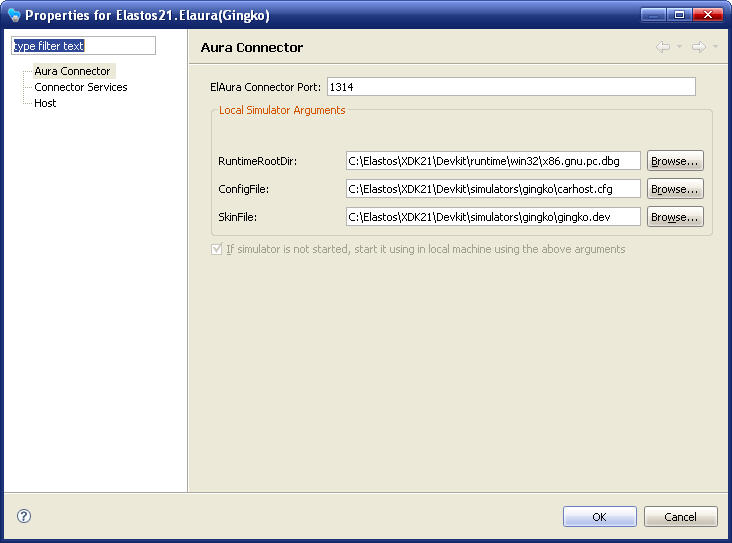 Properties for Elastos21.Elaura(Gingko)
type filter text
Aura Connector
Connector Services
Host
Aura Connector
ElAura Connector Port: 1314
Local Simulator Arguments
RuntimeRootDir: C:\Elastos\XDK21\Devkit\runtime\win32\x86.gnu.pc.dbg Browse...
ConfigFile: C:\Elastos\XDK21\Devkit\simulators\gingko\carhost.cfg Browse...
SkinFile: C:\Elastos\XDK21\Devkit\simulators\gingko\gingko.dev Browse...
If simulator is not started, start it using in local machine using the above arguments
? OK Cancel